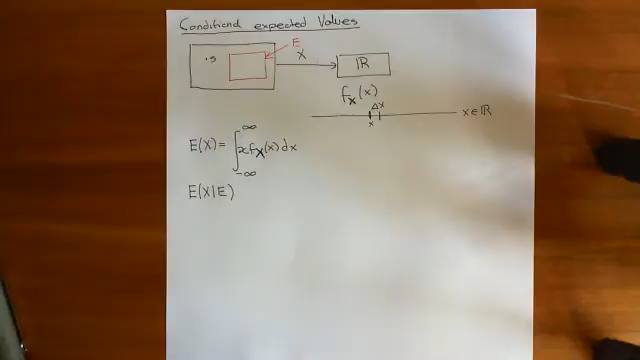 Conditional expected Values
E
·s
X
ℝ
f_X(x)
Δx
x
x∈ℝ
E(X) = ∫_{-∞}^{∞} x f_X(x) dx
E(X|E)